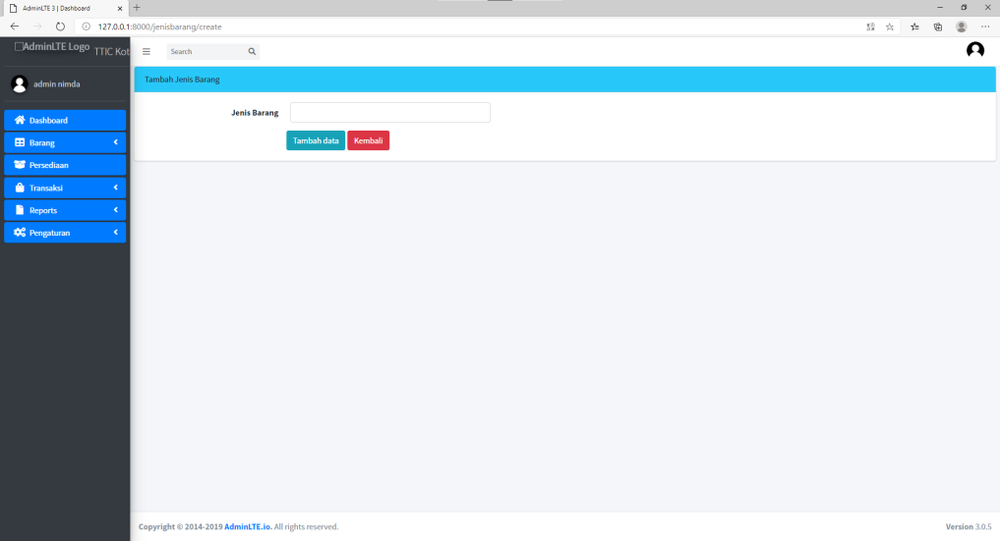 AdminLTE 3 | Dashboard
127.0.0.1:8000/jenisbarang/create
AdminLTE Logo TTIC Kot
Search
admin nimda
Tambah Jenis Barang
Jenis Barang
Tambah data Kembali
Dashboard
Barang
Persediaan
Transaksi
Reports
Pengaturan
Copyright © 2014-2019 AdminLTE.io. All rights reserved.
Version 3.0.5